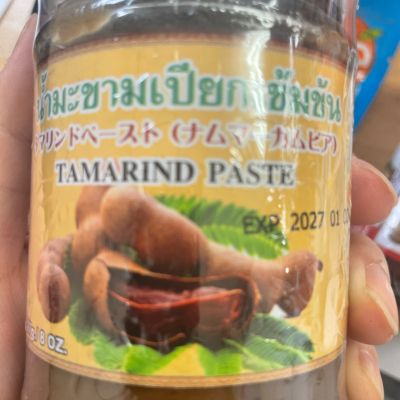 น้ำมะขามเปียกเข้มข้น
タマリンドペースト (ナムマーカムピア)
TAMARIND PASTE
EXP 2027 01
8 oz.